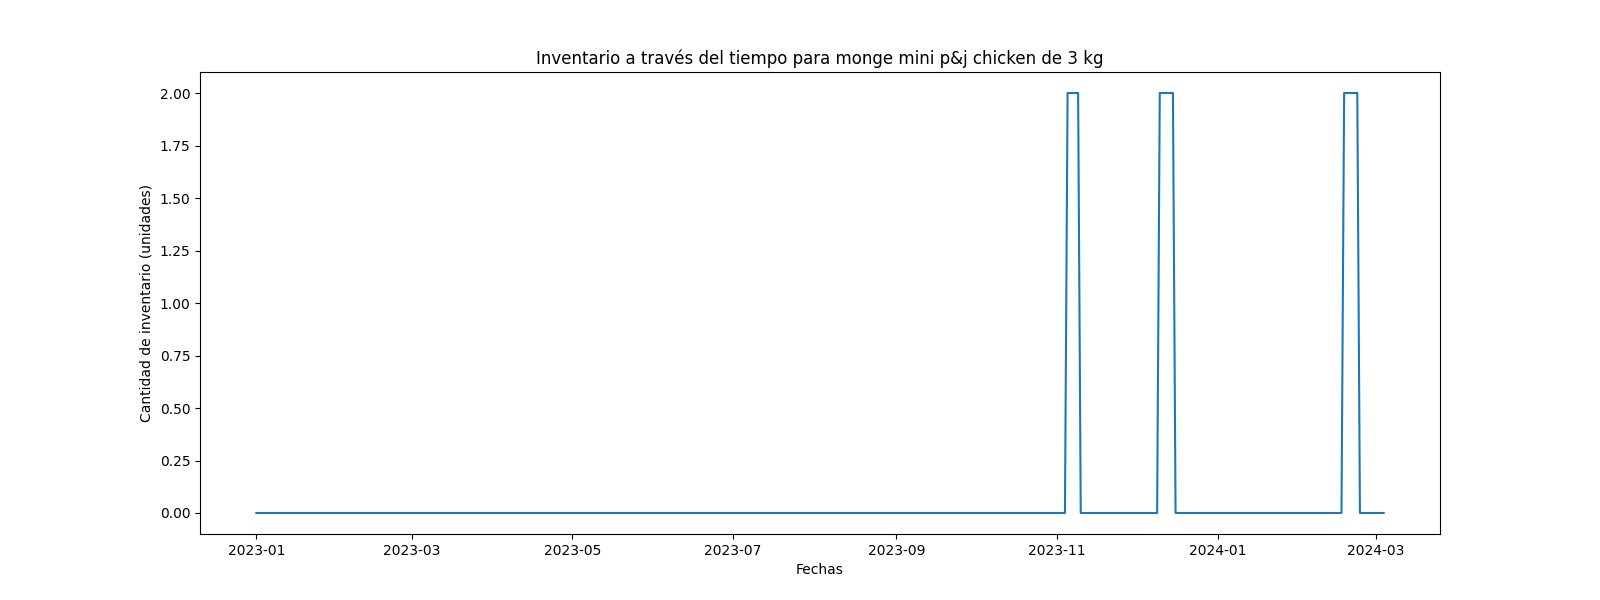 Inventario a través del tiempo para monge mini p&j chicken de 3 kg
Cantidad de inventario (unidades)
2.00
1.75
1.50
1.25
1.00
0.75
0.50
0.25
0.00
2023-01 2023-03 2023-05 2023-07 2023-09 2023-11 2024-01 2024-03
Fechas